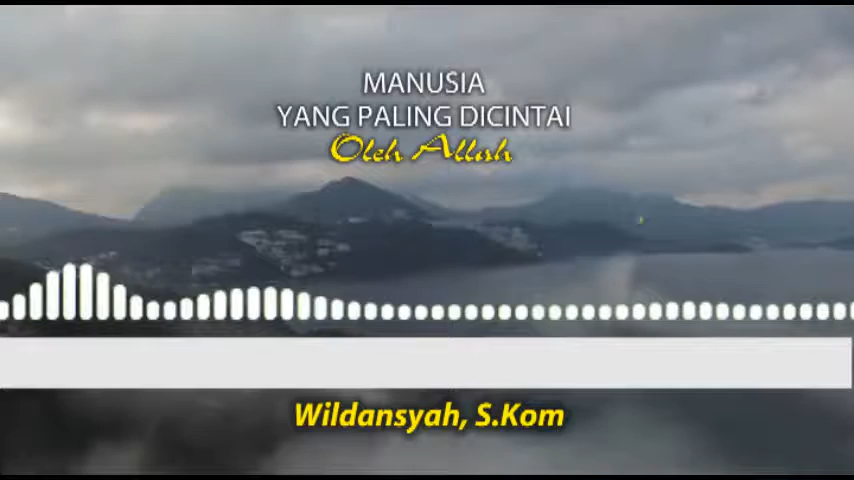 MANUSIA
YANG PALING DICINTAI
Oleh Allah
Wildansyah, S.Kom